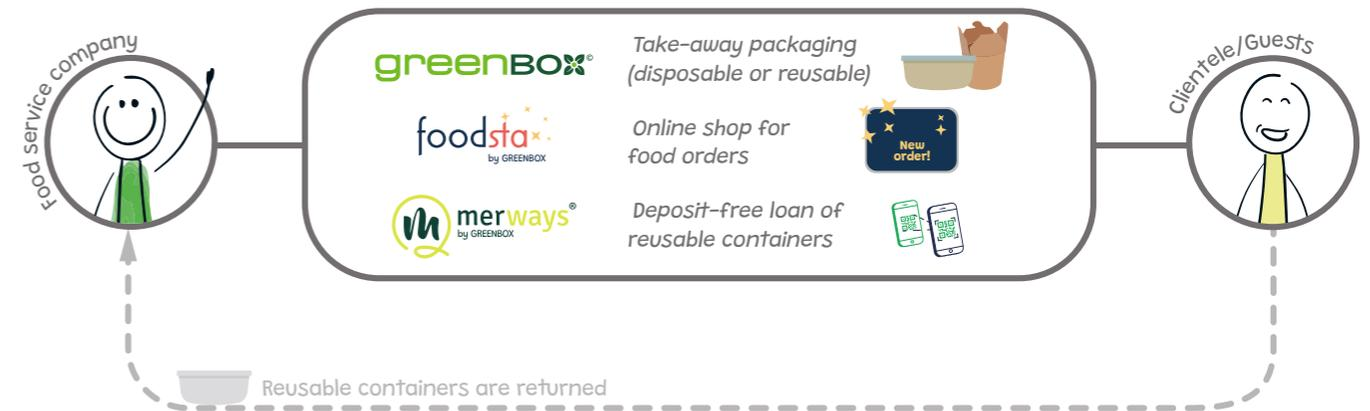 Food service company
greenBOX©
Take-away packaging
(disposable or reusable)
Clientele/Guests
foodsta
by GREENBOX
Online shop for
food orders
New
order!
m
merways®
by GREENBOX
Deposit-free loan of
reusable containers
Reusable containers are returned